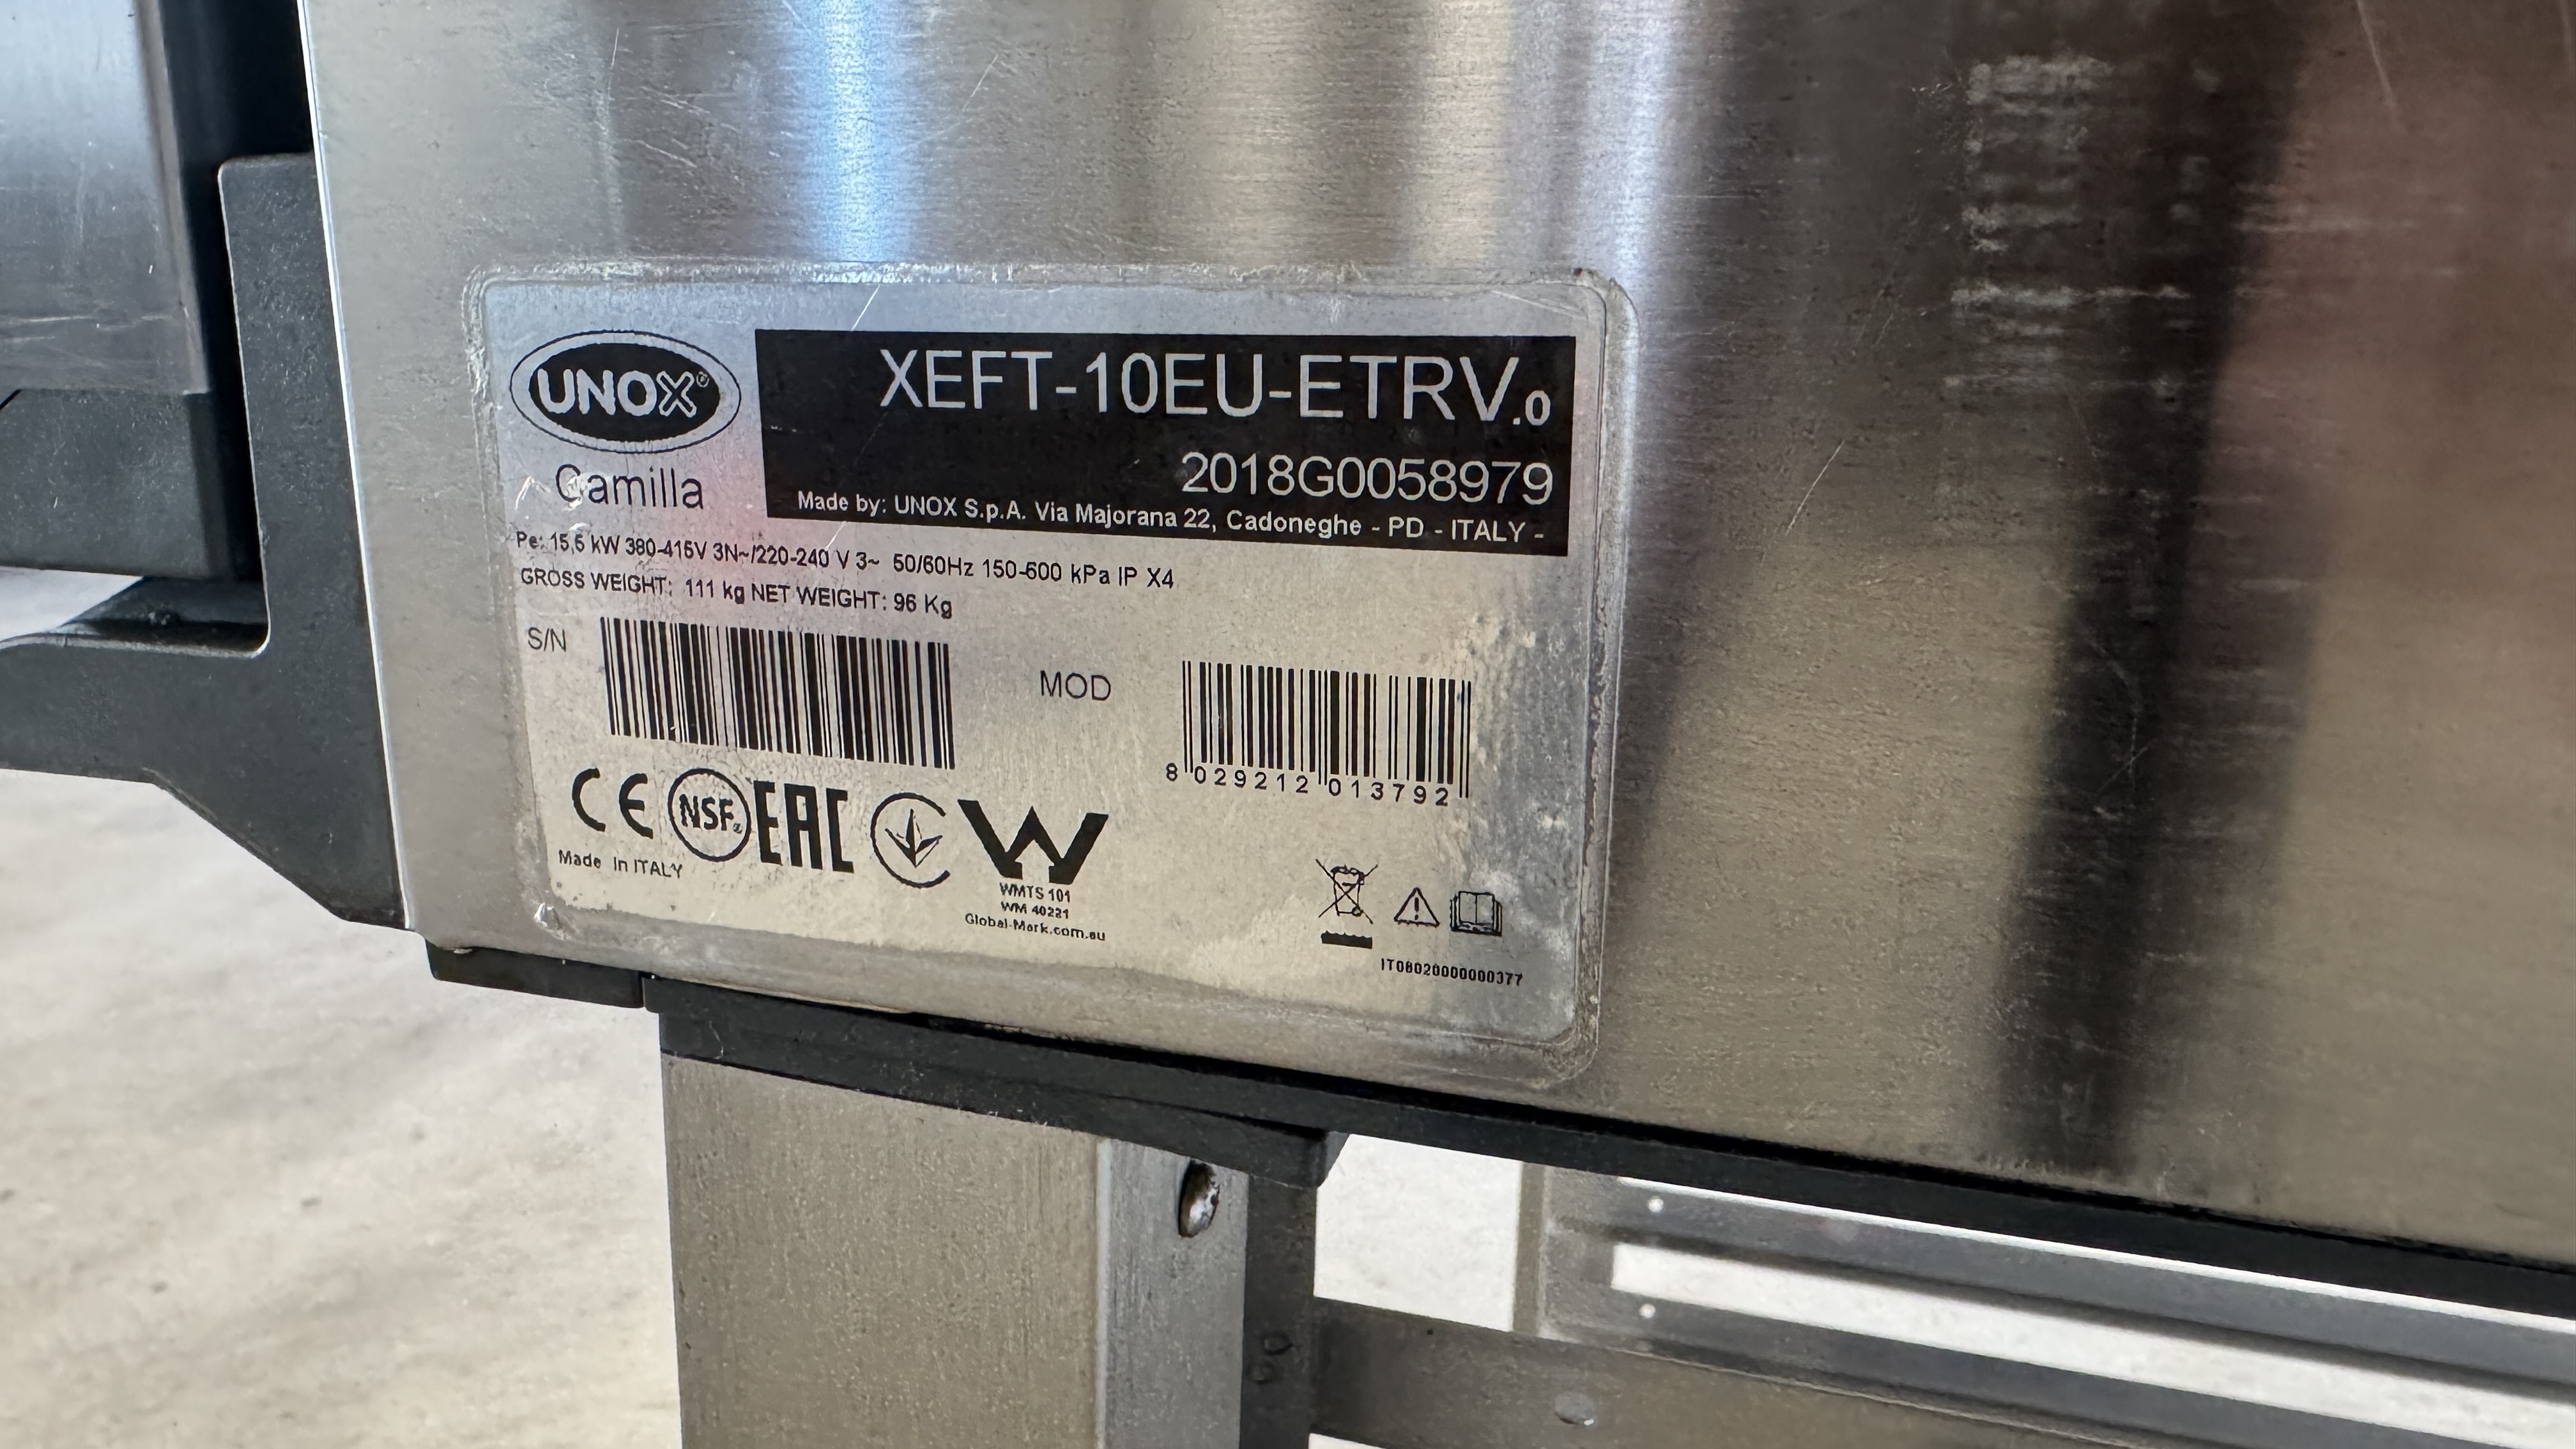 UNOX®
XEFT-10EU-ETRV.0
2018G0058979
Made by: UNOX S.p.A. Via Majorana 22, Cadoneghe - PD - ITALY -
Camilla
Pe: 15,6 kW 380-415V 3N~/220-240 V 3~ 50/60Hz 150-600 kPa IP X4
GROSS WEIGHT: 111 kg NET WEIGHT: 96 Kg
S/N
MOD
8 029212 013792
CE NSF EAC
Made in ITALY
WMTS 101
WM 40221
Global-Mark.com.au
IT08020000000377